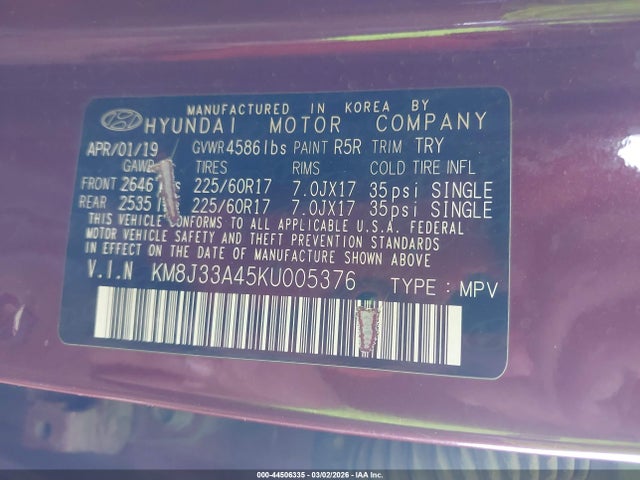 MANUFACTURED IN KOREA BY
HYUNDAI MOTOR COMPANY
APR/01/19 GVWR 4586lbs PAINT R5R TRIM TRY
GAWR TIRES RIMS COLD TIRE INFL
FRONT 2646 225/60R17 7.0JX17 35psi SINGLE
REAR 2535 225/60R17 7.0JX17 35psi SINGLE
THIS VEHICLE CONFORMS TO ALL APPLICABLE U.S.A. FEDERAL
MOTOR VEHICLE SAFETY AND THEFT PREVENTION STANDARDS
IN EFFECT ON THE DATE OF MANUFACTURE SHOWN ABOVE.
V.I.N KM8J33A45KU005376 TYPE : MPV
000-44506335 - 03/02/2026 - IAA Inc.